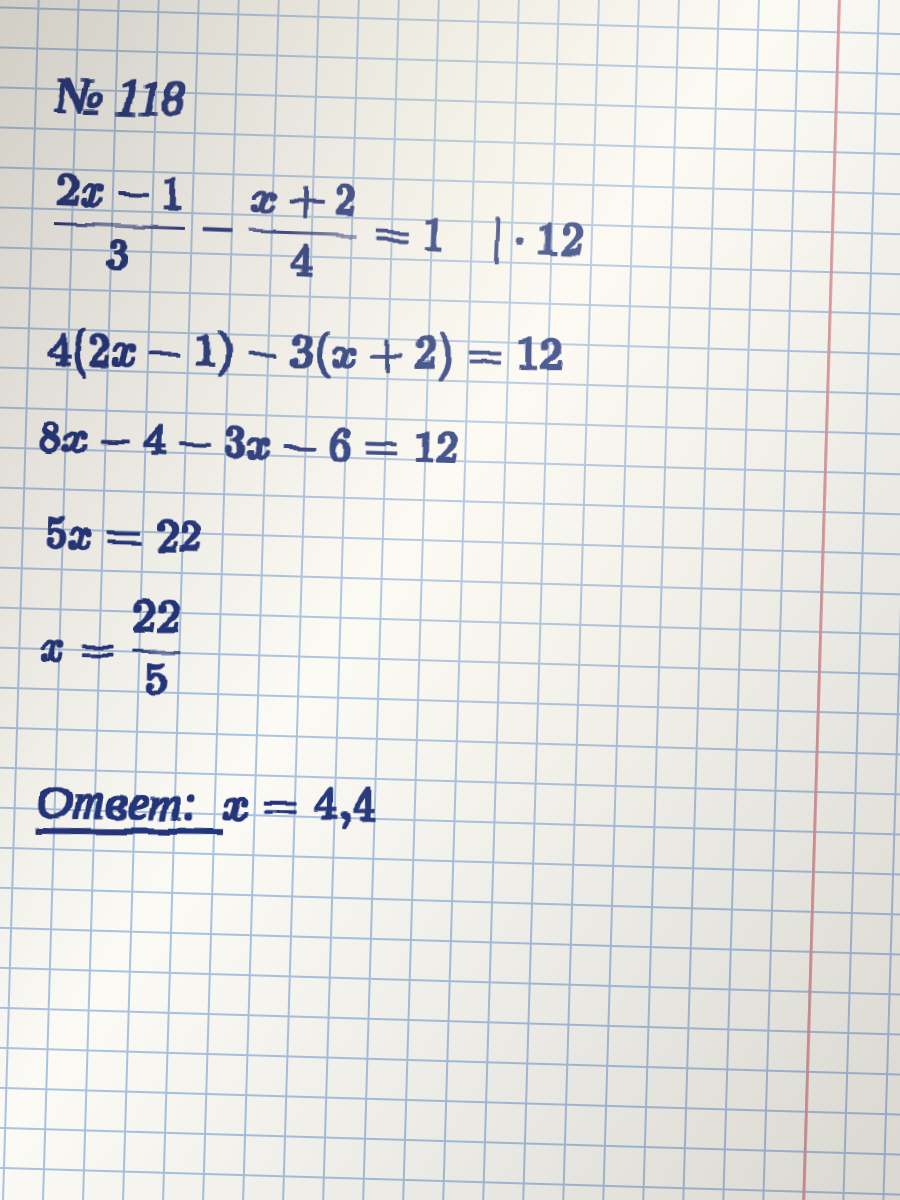 № 118
(2x − 1)/3 − (x + 2)/4 = 1 | · 12
4(2x − 1) − 3(x + 2) = 12
8x − 4 − 3x − 6 = 12
5x = 22
x = 22/5
Ответ: x = 4,4